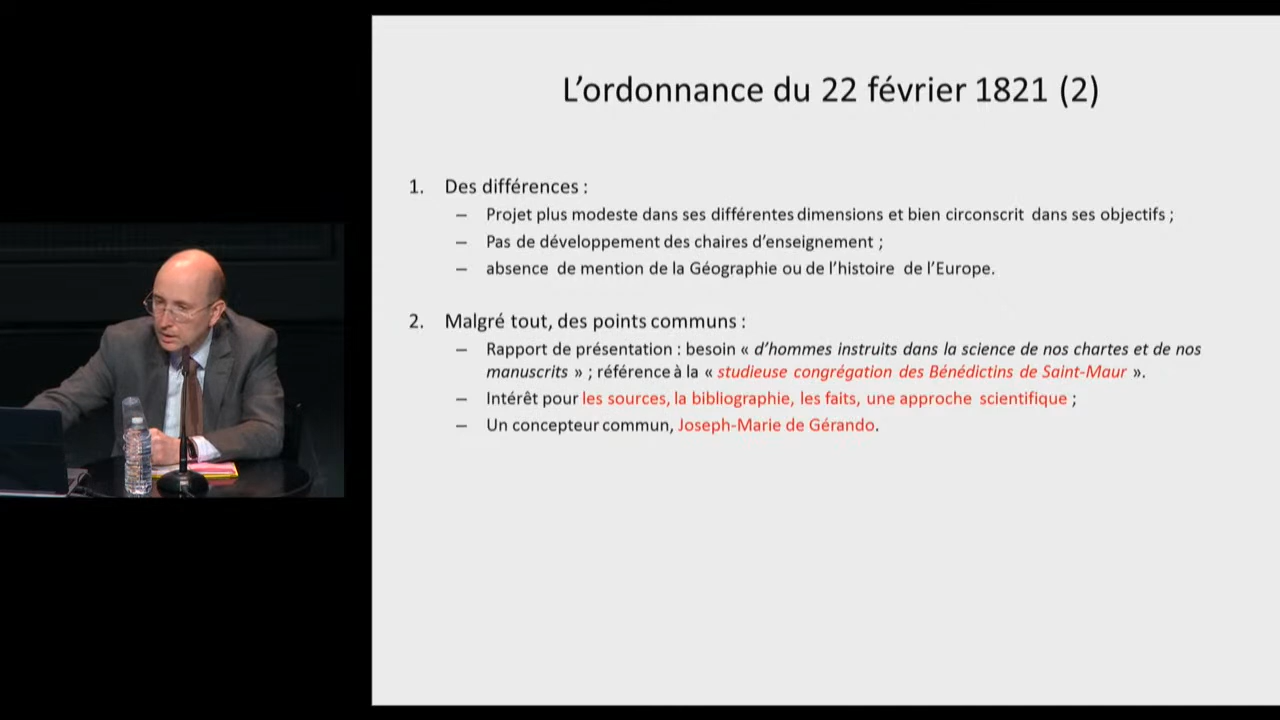 L'ordonnance du 22 février 1821 (2)
1. Des différences :
– Projet plus modeste dans ses différentes dimensions et bien circonscrit dans ses objectifs ;
– Pas de développement des chaires d'enseignement ;
– absence de mention de la Géographie ou de l'histoire de l'Europe.
2. Malgré tout, des points communs :
– Rapport de présentation : besoin « d'hommes instruits dans la science de nos chartes et de nos
manuscrits » ; référence à la « studieuse congrégation des Bénédictins de Saint-Maur ».
– Intérêt pour les sources, la bibliographie, les faits, une approche scientifique ;
– Un concepteur commun, Joseph-Marie de Gérando.